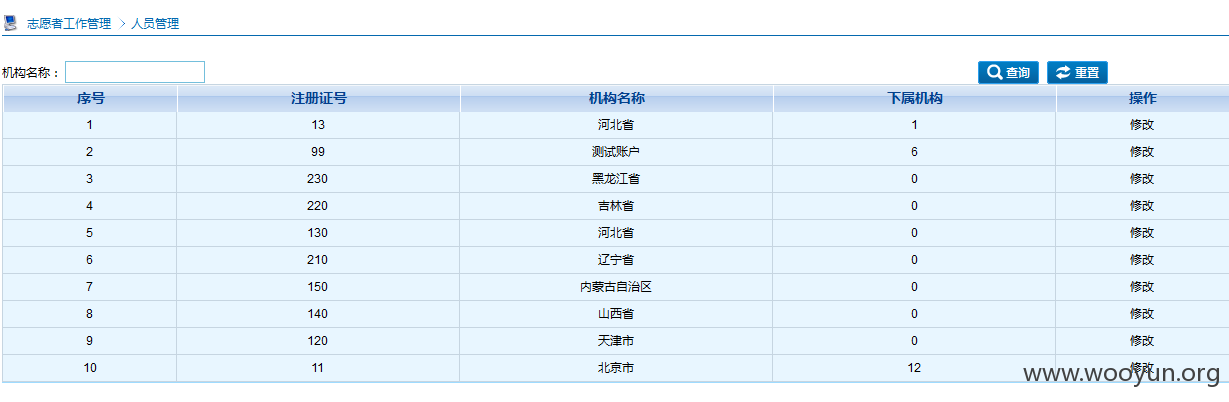 志愿者工作管理 > 人员管理
机构名称： 查询 重置
序号 注册证号 机构名称 下属机构 操作
1 13 河北省 1 修改
2 99 测试账户 6 修改
3 230 黑龙江省 0 修改
4 220 吉林省 0 修改
5 130 河北省 0 修改
6 210 辽宁省 0 修改
7 150 内蒙古自治区 0 修改
8 140 山西省 0 修改
9 120 天津市 0 修改
10 11 北京市 12 修改
www.wooyun.org